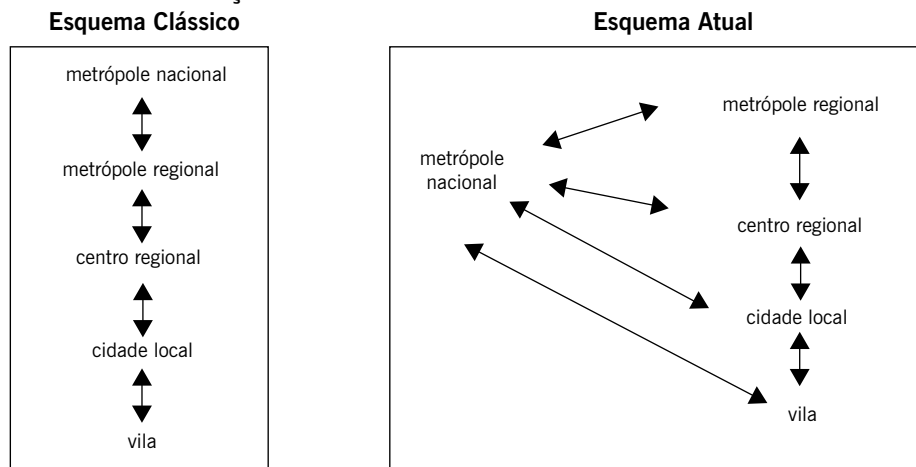 Esquema Clássico
metrópole nacional
metrópole regional
centro regional
cidade local
vila
Esquema Atual
metrópole regional
metrópole
nacional
centro regional
cidade local
vila